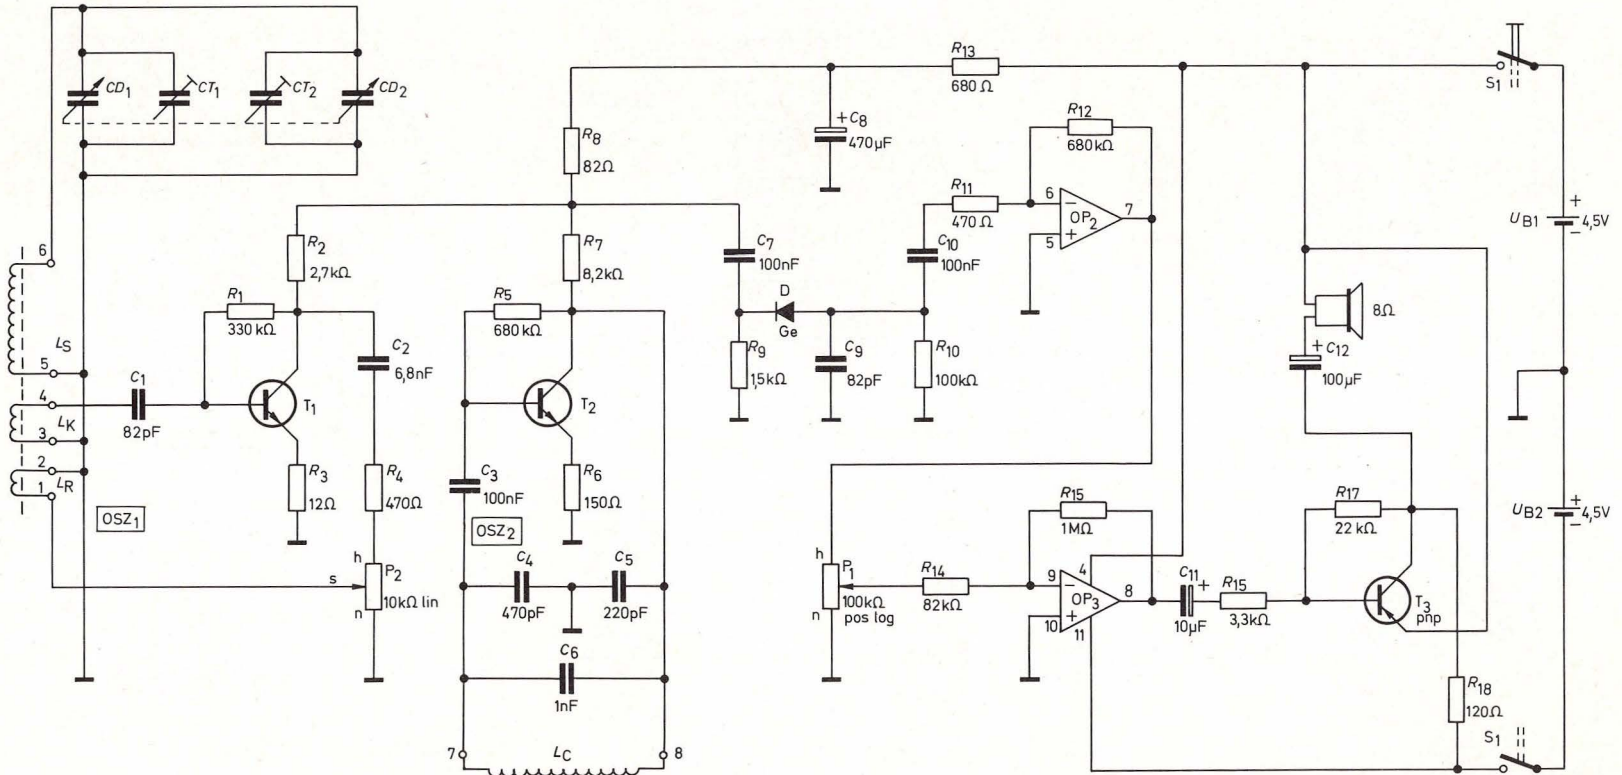 CD1
CT1
CT2
CD2
R13
680 Ω
S1
R8
82Ω
+ C8
470µF
R12
680kΩ
R11
470 Ω
6
−
OP2
7
5
+
UB1
+
−
4,5V
6
R2
2,7kΩ
R7
8,2kΩ
C7
100nF
C10
100nF
R1
330 kΩ
R5
680kΩ
D
Ge
8Ω
LS
5
C1
82pF
C2
6,8nF
R9
1,5kΩ
C9
82pF
R10
100kΩ
+ C12
100µF
4
LK
3
T1
T2
2
LR
1
R3
12Ω
R4
470Ω
C3
100nF
R6
150Ω
OSZ1
OSZ2
R15
1MΩ
R17
22 kΩ
UB2
+
−
4,5V
h
s
P2
10kΩ lin
n
C4
470pF
C5
220pF
h
P1
100kΩ
pos log
n
R14
82kΩ
9
−
4
OP3
8
10
+
11
C11 +
10µF
R15
3,3kΩ
T3
pnp
C6
1nF
R18
120Ω
7
LC
8
S1